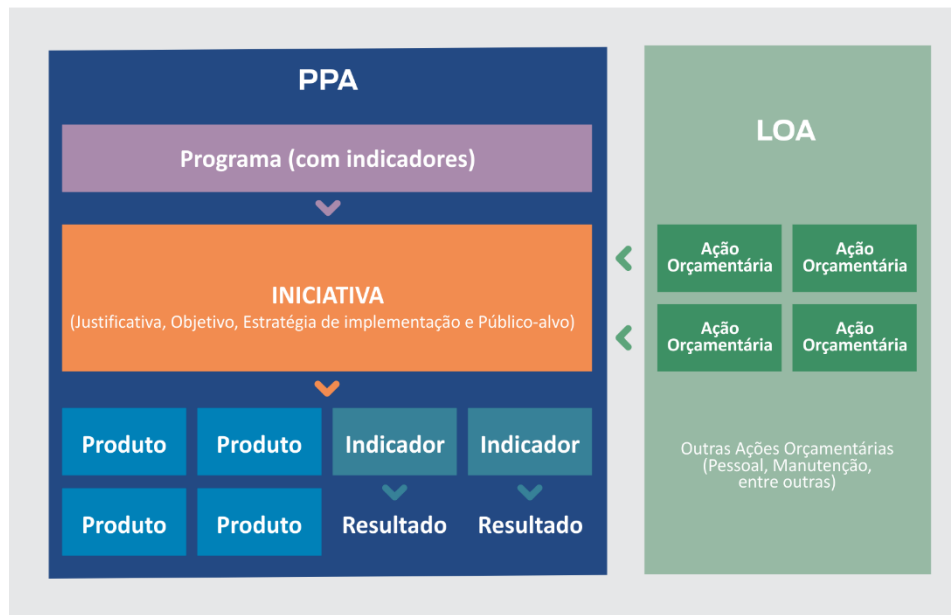 PPA
Programa (com indicadores)
INICIATIVA
(Justificativa, Objetivo, Estratégia de implementação e Público-alvo)
Produto
Produto
Indicador
Indicador
Produto
Produto
Resultado
Resultado
LOA
Ação
Orçamentária
Ação
Orçamentária
Ação
Orçamentária
Ação
Orçamentária
Outras Ações Orçamentárias
(Pessoal, Manutenção,
entre outras)